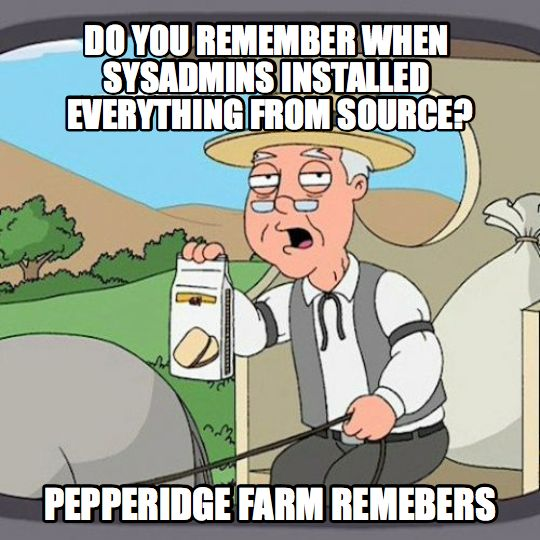 DO YOU REMEMBER WHEN
SYSADMINS INSTALLED
EVERYTHING FROM SOURCE?
PEPPERIDGE FARM REMEBERS